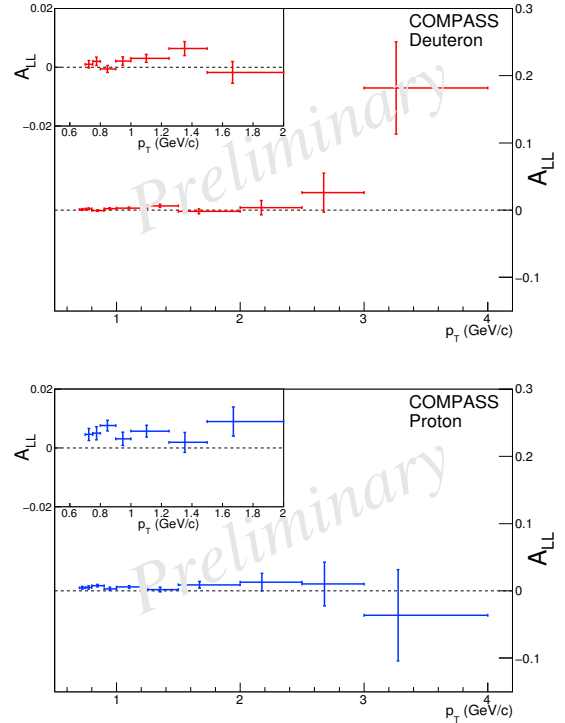 COMPASS
Deuteron
0.02
0
−0.02
A_LL
0.6 0.8 1 1.2 1.4 1.6 1.8 2
p_T (GeV/c)
Preliminary
0.3
0.2
0.1
0
−0.1
A_LL
1 2 3 4
p_T (GeV/c)
COMPASS
Proton
0.02
0
−0.02
A_LL
0.6 0.8 1 1.2 1.4 1.6 1.8 2
p_T (GeV/c)
Preliminary
0.3
0.2
0.1
0
−0.1
A_LL
1 2 3 4
p_T (GeV/c)